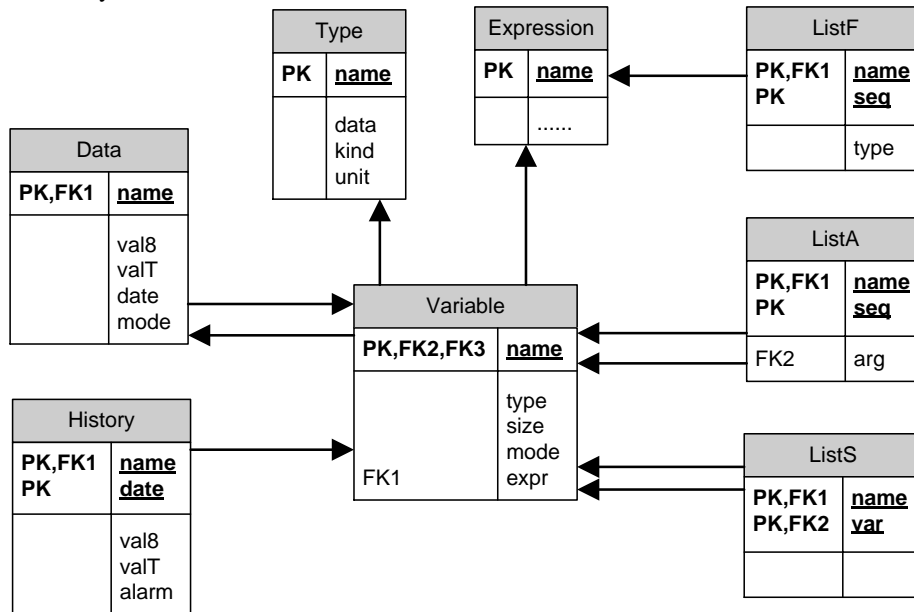 Type
PK name
data
kind
unit
Expression
PK name
......
ListF
PK,FK1 name
PK seq
type
Data
PK,FK1 name
val8
valT
date
mode
ListA
PK,FK1 name
PK seq
FK2 arg
Variable
PK,FK2,FK3 name
type
size
mode
FK1 expr
History
PK,FK1 name
PK date
val8
valT
alarm
ListS
PK,FK1 name
PK,FK2 var